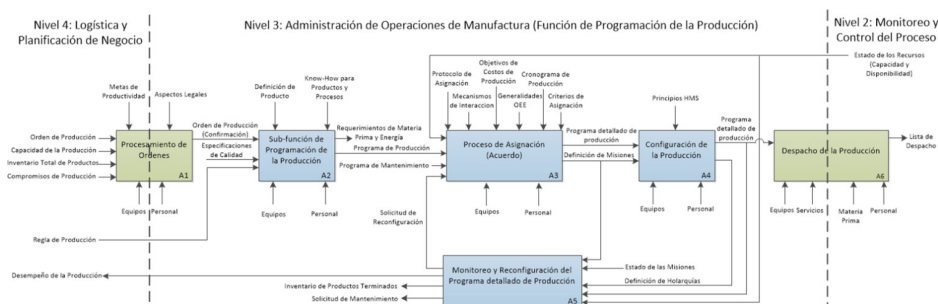 Nivel 4: Logística y
Planificación de Negocio
Nivel 3: Administración de Operaciones de Manufactura (Función de Programación de la Producción)
Nivel 2: Monitoreo y
Control del Proceso
Metas de
Productividad
Aspectos Legales
Orden de Producción
Capacidad de la Producción
Inventario Total de Productos
Compromisos de Producción
Procesamiento de
Ordenes
A1
Equipos
Personal
Regla de Producción
Orden de Producción
(Confirmación)
Especificaciones
de Calidad
Definición de
Producto
Know-How para
Productos y
Procesos
Sub-función de
Programación de
la Producción
A2
Equipos
Personal
Requerimientos de Materia
Prima y Energía
Programa de Producción
Programa de Mantenimiento
Protocolo de
Asignación
Mecanismos
de Interaccion
Objetivos de
Costos de
Producción
Generalidades
OEE
Cronograma de
Producción
Criterios de
Asignación
Proceso de Asignación
(Acuerdo)
A3
Equipos
Personal
Solicitud de
Reconfiguración
Programa detallado de
producción
Definición de Misiones
Principios HMS
Configuración de
la Producción
A4
Equipos
Personal
Programa
detallado de
producción
Estado de los Recursos
(Capacidad y
Disponibilidad)
Despacho de la Producción
A6
Lista de
Despacho
Equipos
Servicios
Materia
Prima
Personal
Monitoreo y Reconfiguración del
Programa detallado de Producción
A5
Estado de las Misiones
Definición de Holarquías
Desempeño de la Producción
Inventario de Productos Terminados
Solicitud de Mantenimiento